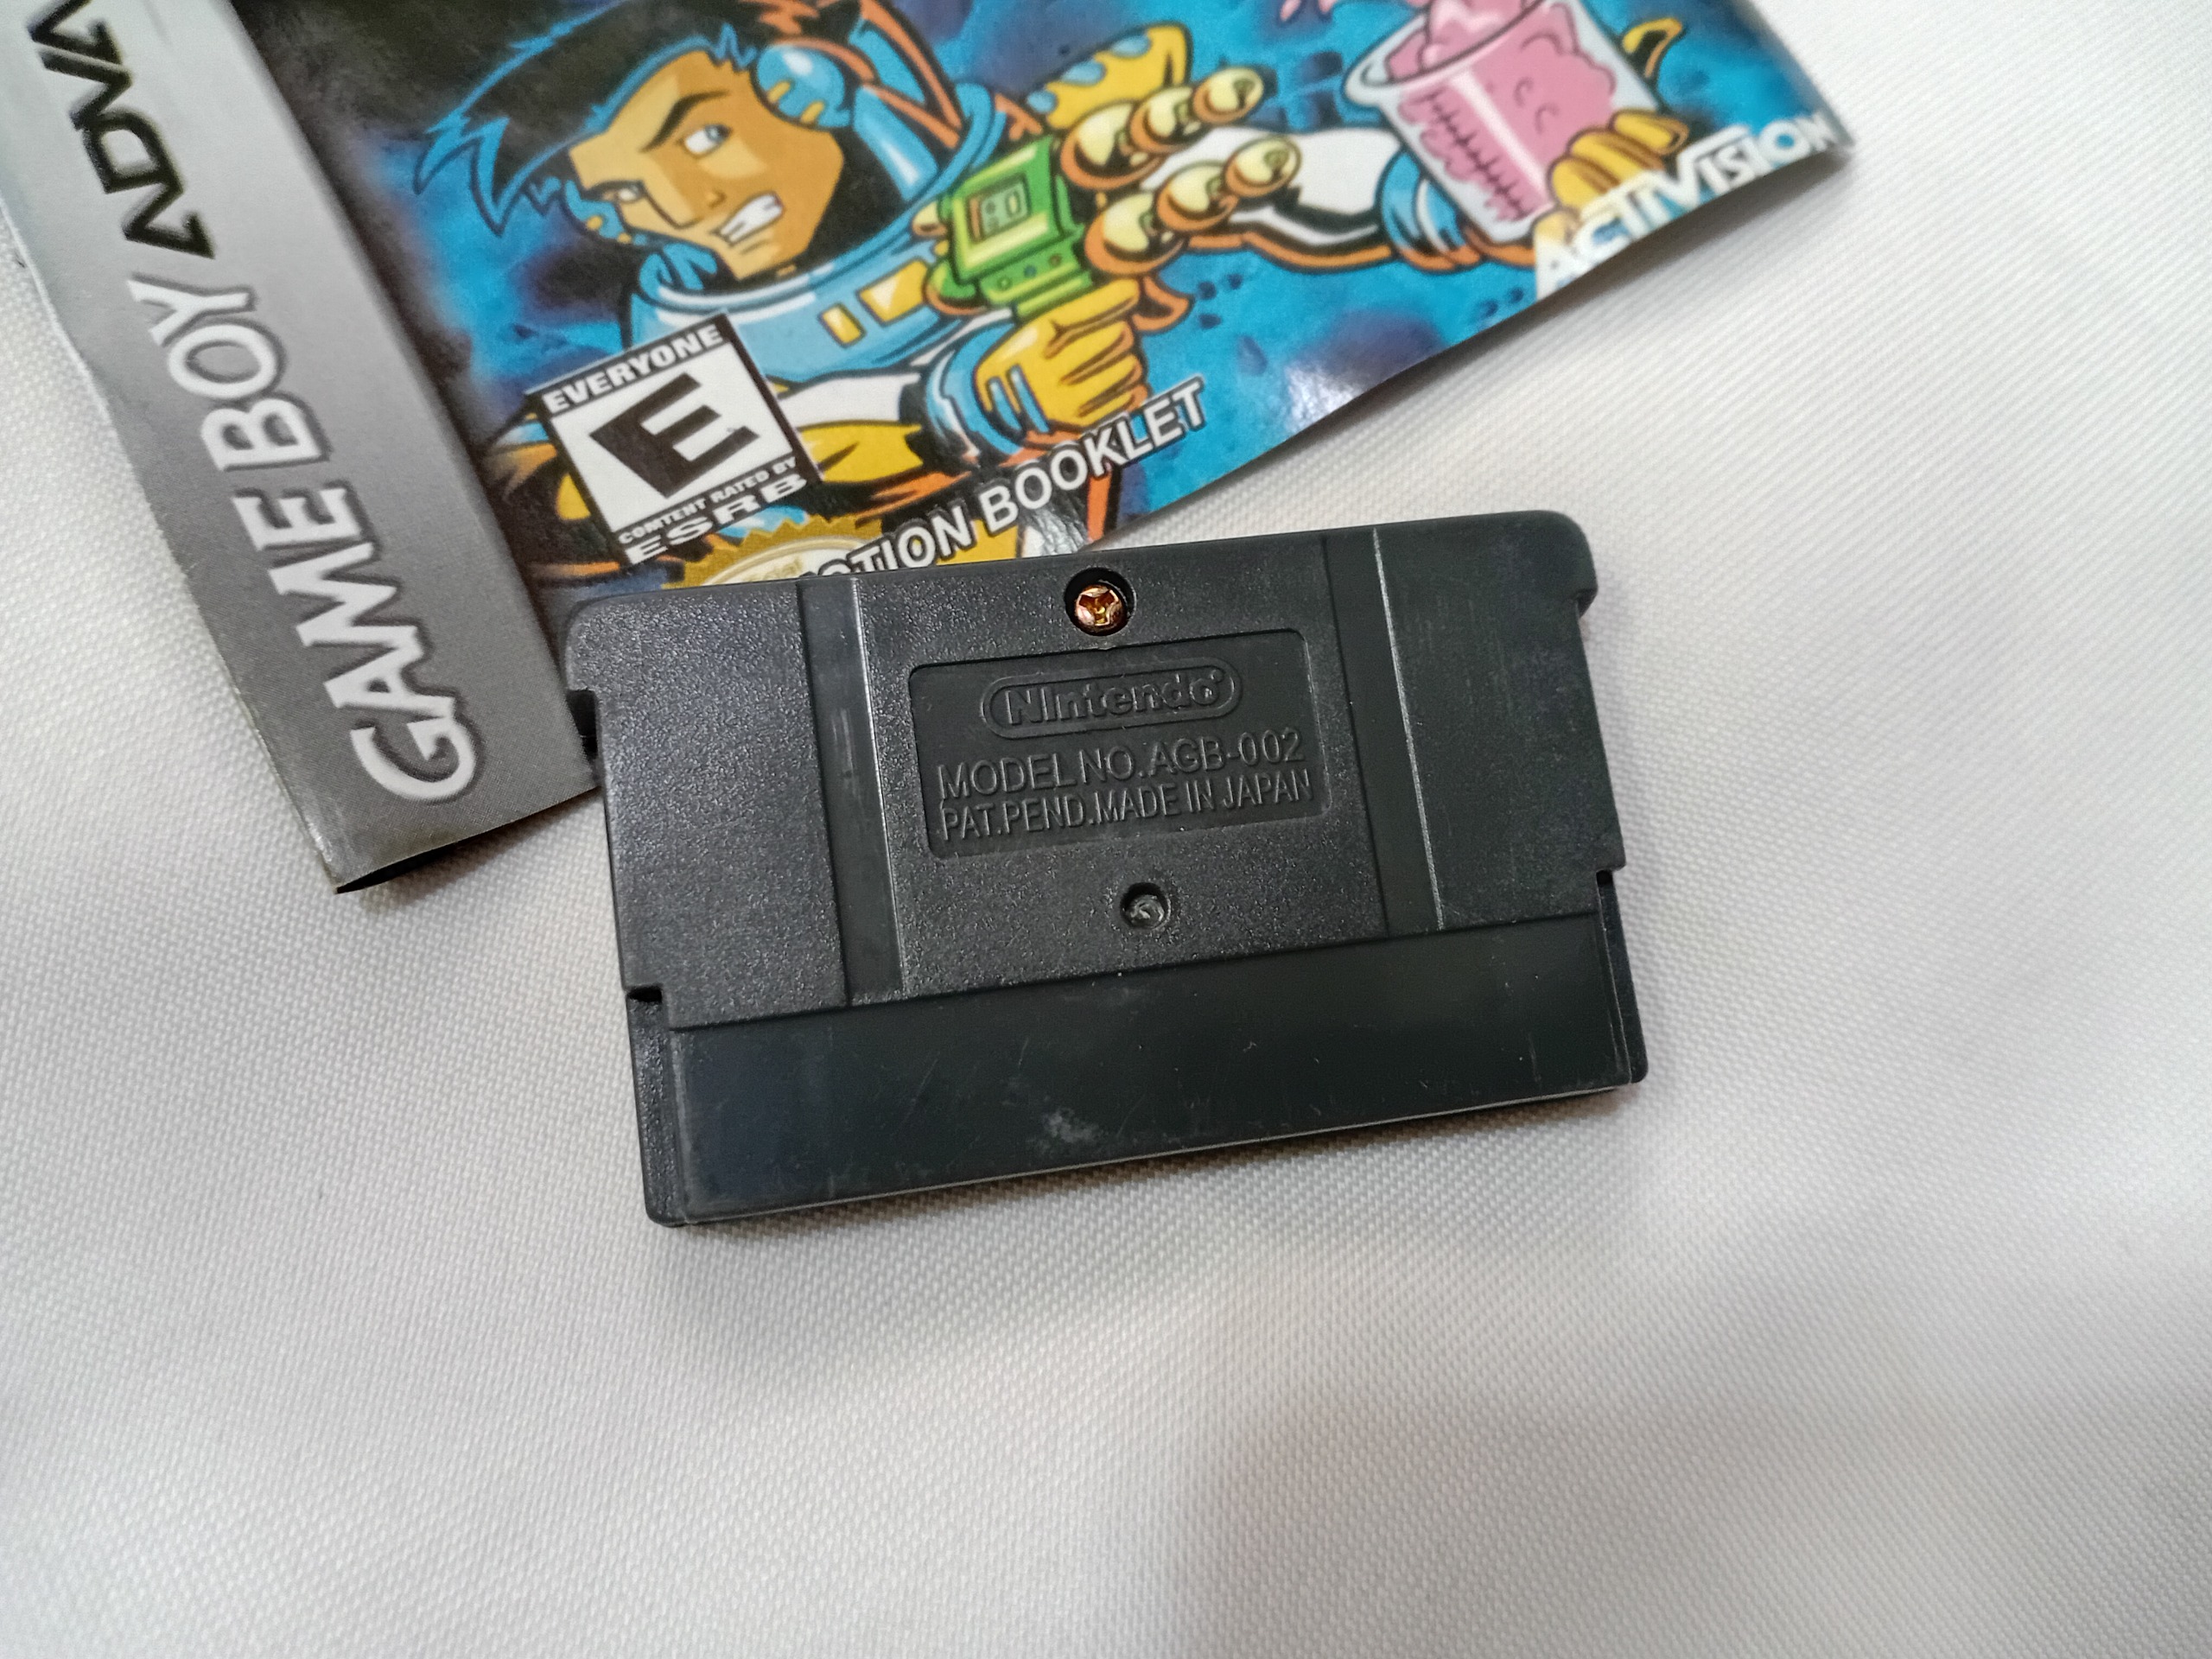 GAME BOY ADVA
ACTIVISION
EVERYONE
E
CONTENT RATED BY
ESRB
CTION BOOKLET
Nintendo
MODEL NO. AGB-002
PAT.PEND.MADE IN JAPAN